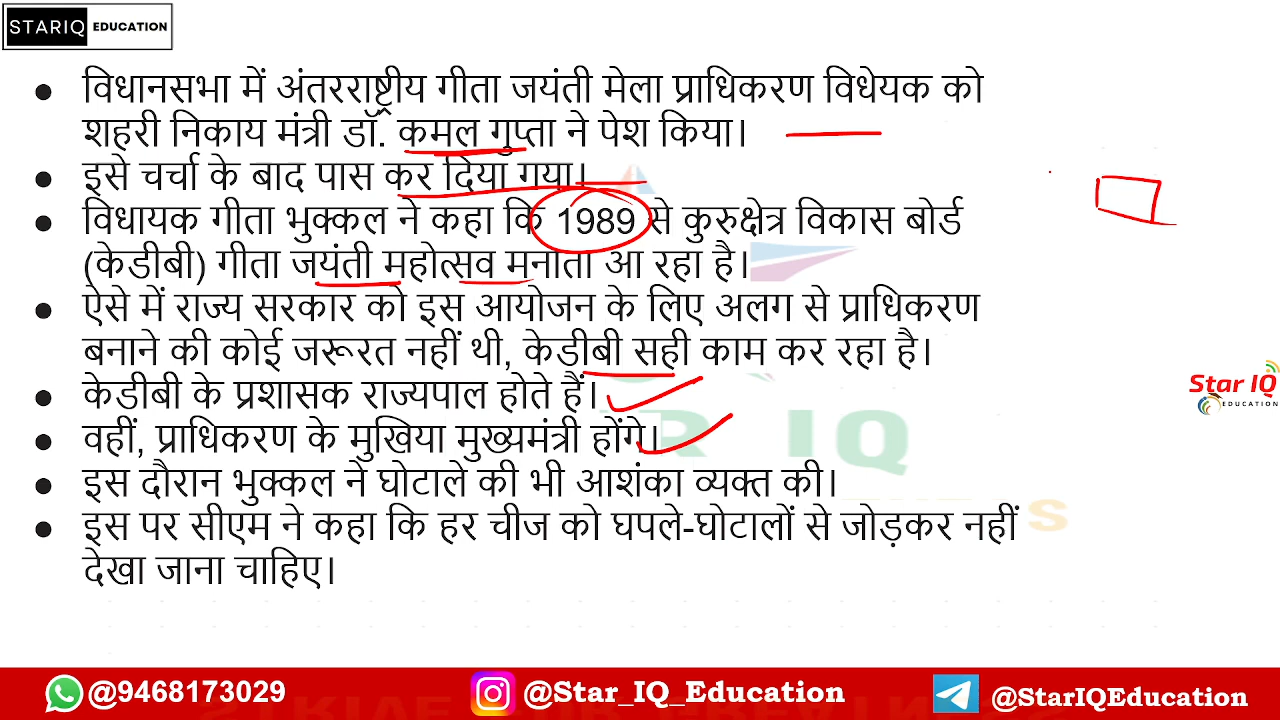 STARIQ EDUCATION
• विधानसभा में अंतरराष्ट्रीय गीता जयंती मेला प्राधिकरण विधेयक को
शहरी निकाय मंत्री डॉ. कमल गुप्ता ने पेश किया।
• इसे चर्चा के बाद पास कर दिया गया।
• विधायक गीता भुक्कल ने कहा कि 1989 से कुरुक्षेत्र विकास बोर्ड
(केडीबी) गीता जयंती महोत्सव मनाता आ रहा है।
• ऐसे में राज्य सरकार को इस आयोजन के लिए अलग से प्राधिकरण
बनाने की कोई जरूरत नहीं थी, केडीबी सही काम कर रहा है।
• केडीबी के प्रशासक राज्यपाल होते हैं।
• वहीं, प्राधिकरण के मुखिया मुख्यमंत्री होंगे।
• इस दौरान भुक्कल ने घोटाले की भी आशंका व्यक्त की।
• इस पर सीएम ने कहा कि हर चीज को घपले-घोटालों से जोड़कर नहीं
देखा जाना चाहिए।
Star IQ
EDUCATION
@9468173029 @Star_IQ_Education @StarIQEducation